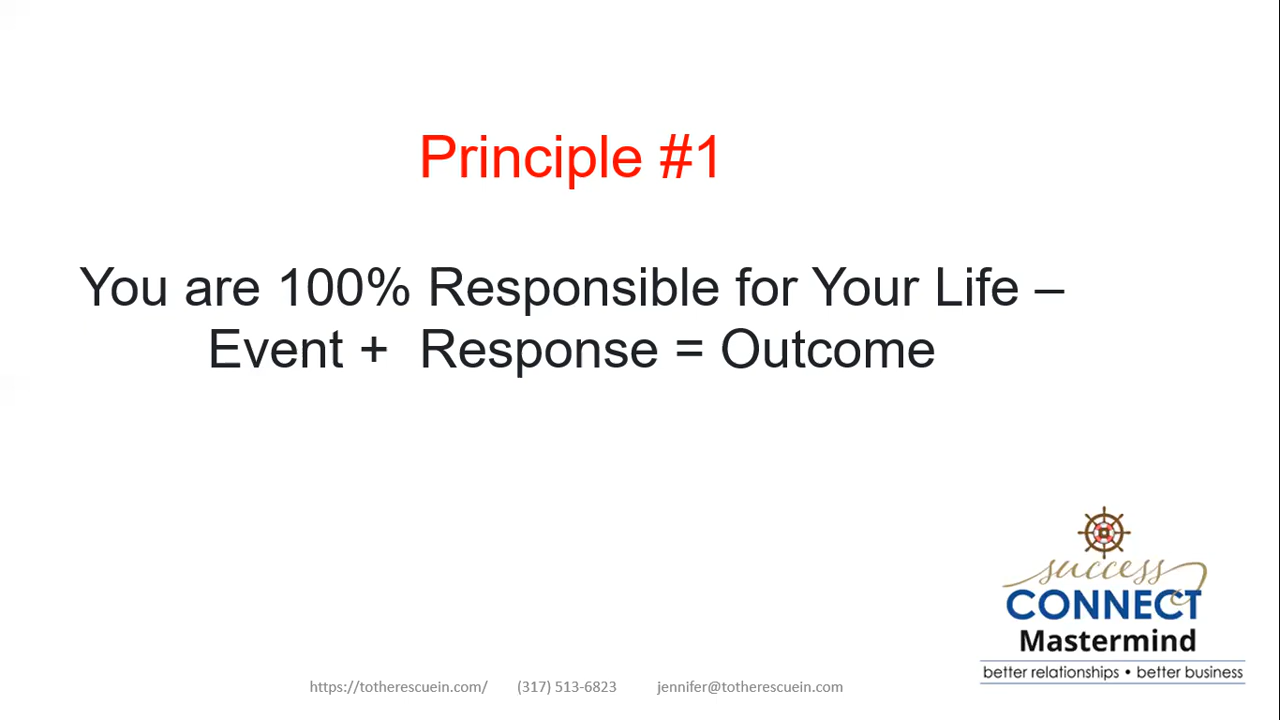 Principle #1
You are 100% Responsible for Your Life –
Event + Response = Outcome
success
CONNECT
Mastermind
better relationships • better business
https://totherescuein.com/ (317) 513-6823 jennifer@totherescuein.com